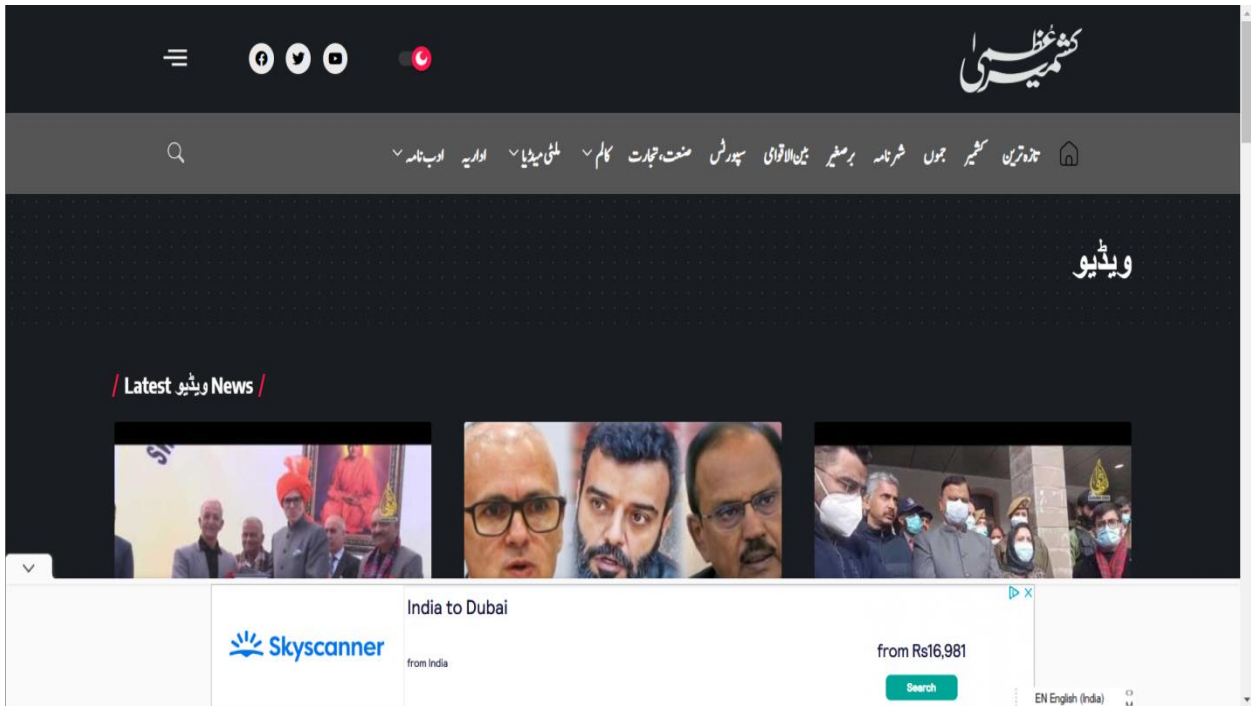 کشمیر عظمیٰ
تازہ ترین کشمیر جموں شہر نامہ برصغیر بین الاقوامی سپورٹس صنعت، تجارت کالم ملٹی میڈیا اداریہ ادب نامہ
ویڈیو
/ Latest ویڈیو News /
India to Dubai
Skyscanner
from India
from Rs16,981
Search
EN English (India)